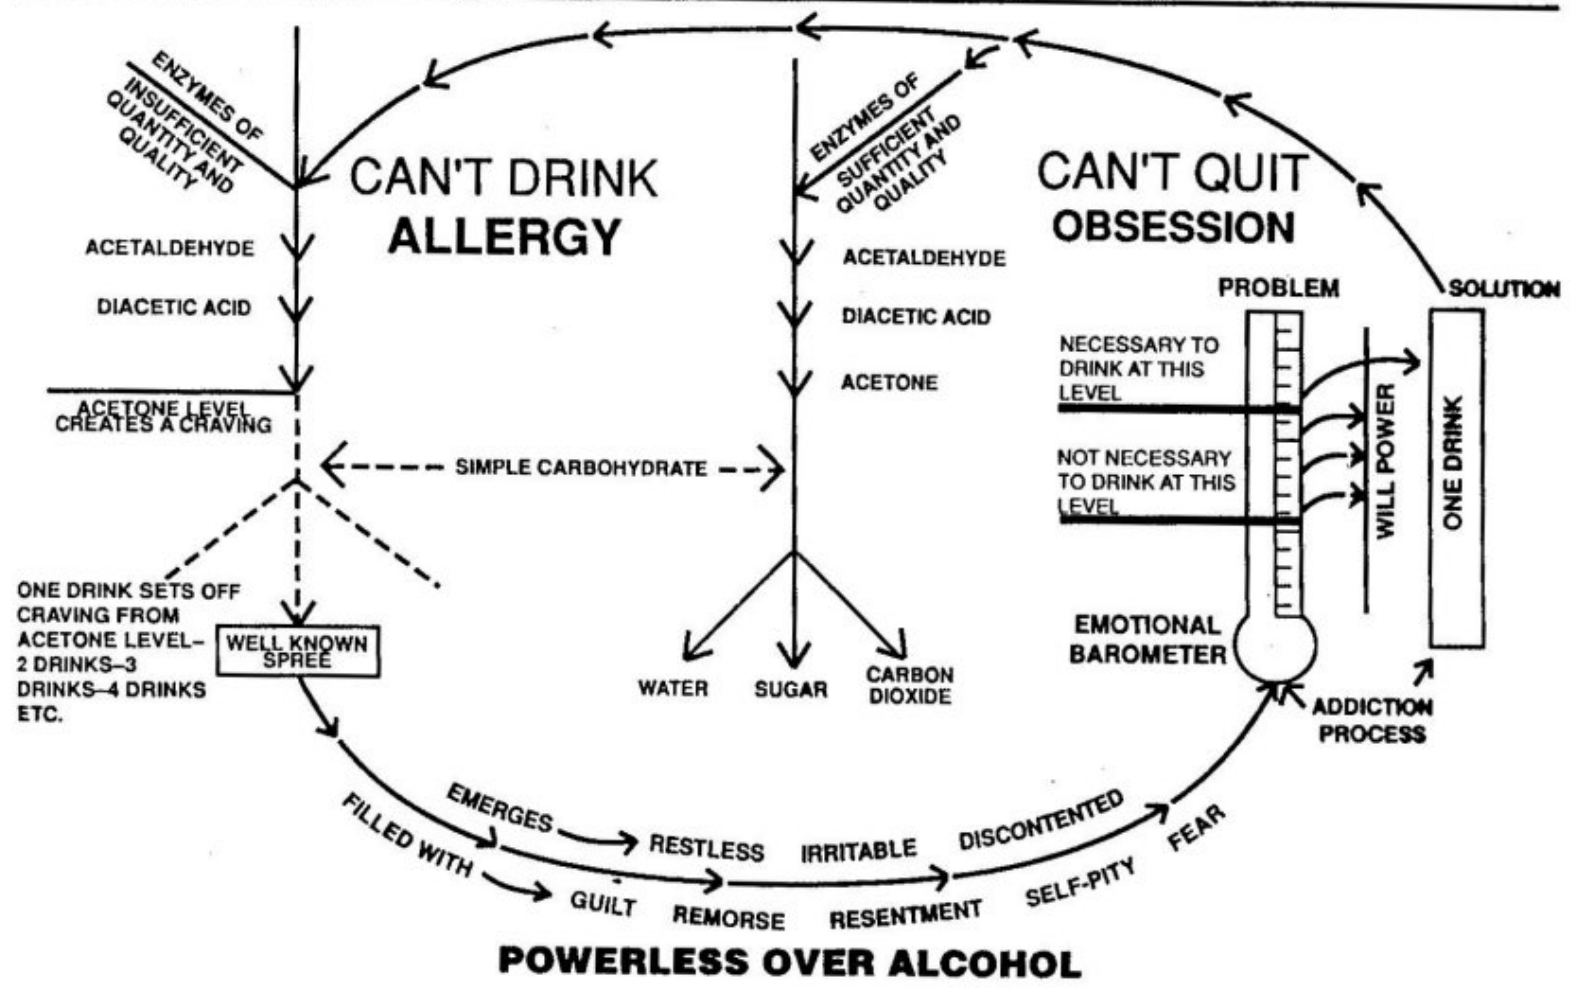 ENZYMES OF
INSUFFICIENT
QUANTITY AND
QUALITY
CAN'T DRINK
ALLERGY
ACETALDEHYDE
DIACETIC ACID
ACETONE LEVEL
CREATES A CRAVING
ONE DRINK SETS OFF
CRAVING FROM
ACETONE LEVEL–
2 DRINKS–3
DRINKS–4 DRINKS
ETC.
WELL KNOWN
SPREE
SIMPLE CARBOHYDRATE
ENZYMES OF
SUFFICIENT
QUANTITY AND
QUALITY
ACETALDEHYDE
DIACETIC ACID
ACETONE
WATER
SUGAR
CARBON
DIOXIDE
CAN'T QUIT
OBSESSION
PROBLEM
SOLUTION
NECESSARY TO
DRINK AT THIS
LEVEL
NOT NECESSARY
TO DRINK AT THIS
LEVEL
WILL POWER
ONE DRINK
EMOTIONAL
BAROMETER
ADDICTION
PROCESS
EMERGES RESTLESS IRRITABLE DISCONTENTED
FILLED WITH GUILT REMORSE RESENTMENT SELF-PITY FEAR
POWERLESS OVER ALCOHOL